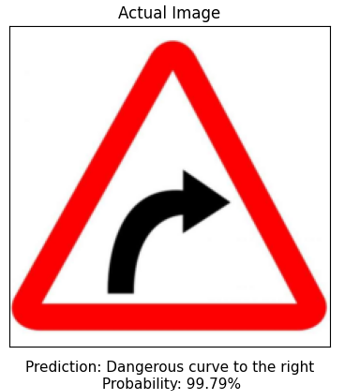 Actual Image
Prediction: Dangerous curve to the right
Probability: 99.79%